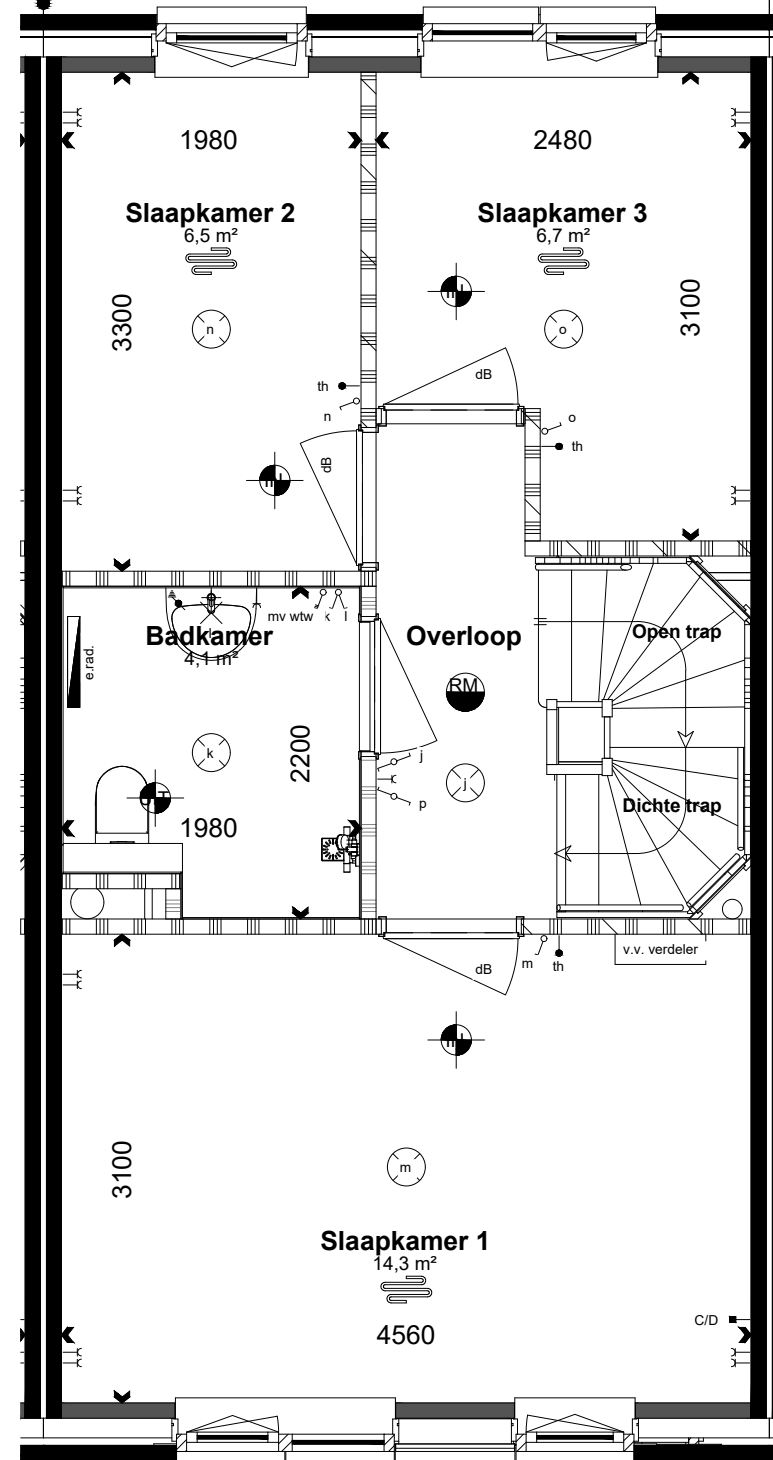 1980
2480
Slaapkamer 2
6,5 m²
Slaapkamer 3
6,7 m²
3300
3100
n
o
dB
th
n
o
th
dB
mv wtw
k
l
Badkamer
4,1 m²
Overloop
Open trap
e.rad.
RM
2200
k
j
j
p
Dichte trap
1980
dB
m
th
v.v. verdeler
3100
m
Slaapkamer 1
14,3 m²
C/D
4560